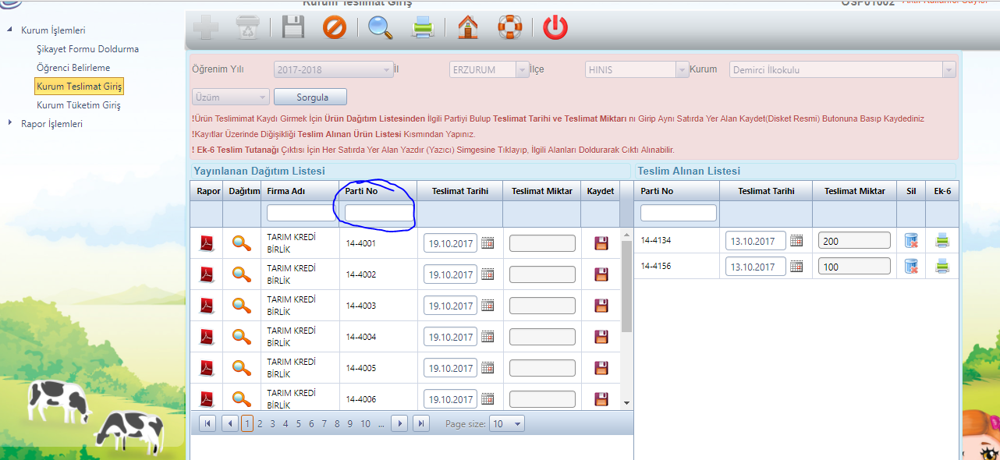 Kurum Teslimat Giriş
Kurum İşlemleri
Şikayet Formu Doldurma
Öğrenci Belirleme
Kurum Teslimat Giriş
Kurum Tüketim Giriş
Rapor İşlemleri
Öğrenim Yılı 2017-2018 İl ERZURUM İlçe HINIS Kurum Demirci İlkokulu
Üzüm Sorgula
!Ürün Teslimimat Kaydı Girmek İçin Ürün Dağıtım Listesinden İlgili Partiyi Bulup Teslimat Tarihi ve Teslimat Miktarı nı Girip Aynı Satırda Yer Alan Kaydet(Disket Resmi) Butonuna Basıp Kaydediniz
!Kayıtlar Üzerinde Diğişikliği Teslim Alınan Ürün Listesi Kısmından Yapınız.
! Ek-6 Teslim Tutanağı Çıktısı İçin Her Satırda Yer Alan Yazdır (Yazıcı) Simgesine Tıklayıp, İlgili Alanları Doldurarak Çıktı Alınabilir.
Yayınlanan Dağıtım Listesi
Rapor Dağıtım Firma Adı Parti No Teslimat Tarihi Teslimat Miktar Kaydet
TARIM KREDİ BİRLİK 14-4001 19.10.2017
TARIM KREDİ BİRLİK 14-4002 19.10.2017
TARIM KREDİ BİRLİK 14-4003 19.10.2017
TARIM KREDİ BİRLİK 14-4004 19.10.2017
TARIM KREDİ BİRLİK 14-4005 19.10.2017
TARIM KREDİ BİRLİK 14-4006 19.10.2017
1 2 3 4 5 6 7 8 9 10 ... Page size: 10
Teslim Alınan Listesi
Parti No Teslimat Tarihi Teslimat Miktar Sil Ek-6
14-4134 13.10.2017 200
14-4156 13.10.2017 100